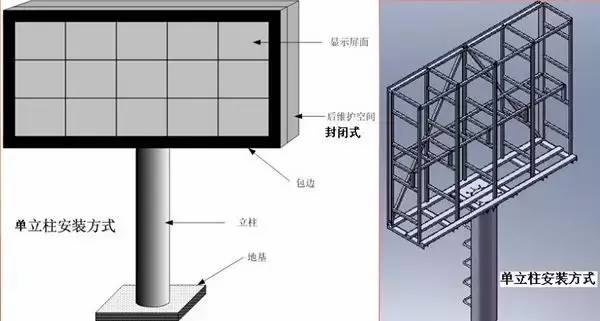 显示屏面
后维护空间
封闭式
包边
单立柱安装方式
立柱
地基
单立柱安装方式